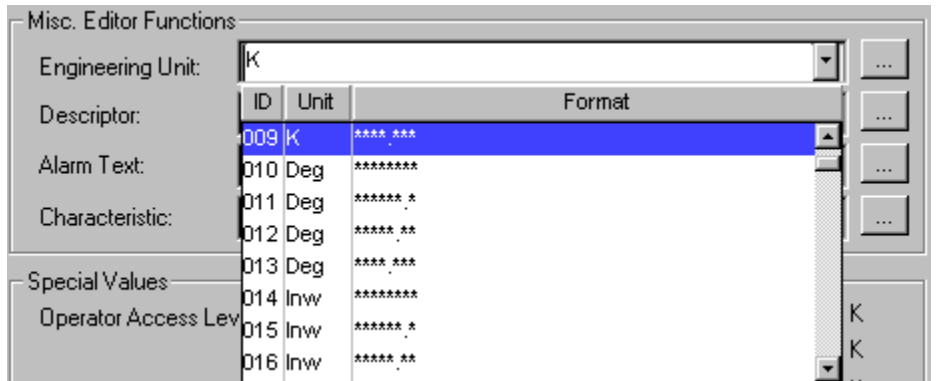 Misc. Editor Functions
Engineering Unit: K ...
ID Unit Format
Descriptor: ...
009 K ****.***
Alarm Text: ...
010 Deg ********
011 Deg ******.*
Characteristic: ...
012 Deg *****.**
013 Deg ****.***
Special Values
014 Inw ********
Operator Access Lev K
015 Inw ******.*
K
016 Inw *****.**